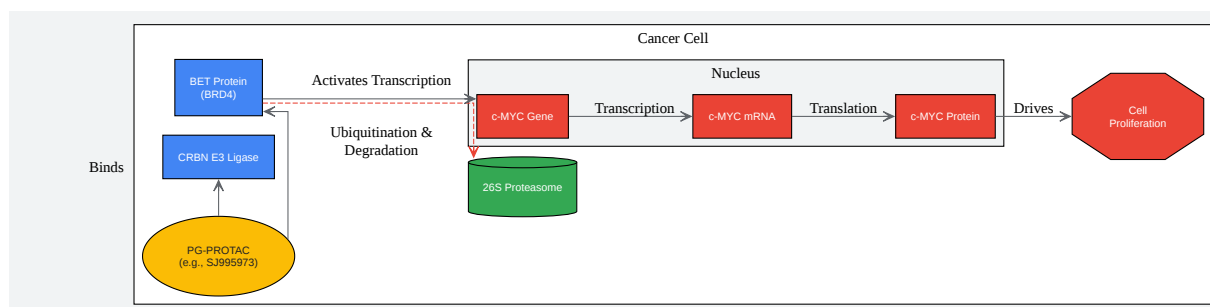 Cancer Cell
Nucleus
BET Protein
(BRD4)
Activates Transcription
c-MYC Gene
Transcription
c-MYC mRNA
Translation
c-MYC Protein
Drives
Cell
Proliferation
Ubiquitination &
Degradation
Binds
CRBN E3 Ligase
26S Proteasome
PG-PROTAC
(e.g., SJ995973)